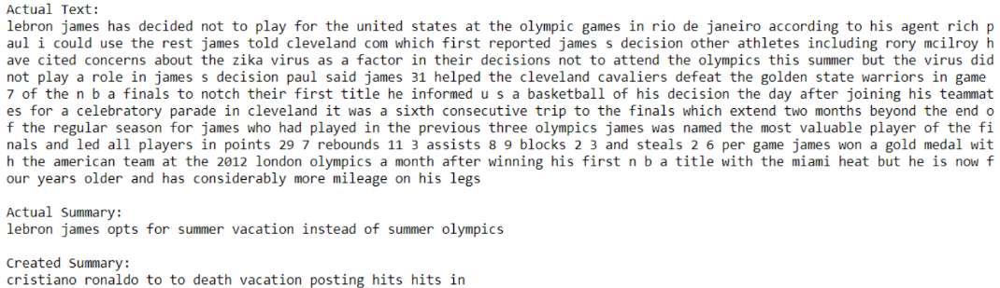 Actual Text:
lebron james has decided not to play for the united states at the olympic games in rio de janeiro according to his agent rich p
aul i could use the rest james told cleveland com which first reported james s decision other athletes including rory mcilroy h
ave cited concerns about the zika virus as a factor in their decisions not to attend the olympics this summer but the virus did
not play a role in james s decision paul said james 31 helped the cleveland cavaliers defeat the golden state warriors in game
7 of the n b a finals to notch their first title he informed u s a basketball of his decision the day after joining his teammat
es for a celebratory parade in cleveland it was a sixth consecutive trip to the finals which extend two months beyond the end o
f the regular season for james who had played in the previous three olympics james was named the most valuable player of the fi
nals and led all players in points 29 7 rebounds 11 3 assists 8 9 blocks 2 3 and steals 2 6 per game james won a gold medal wit
h the american team at the 2012 london olympics a month after winning his first n b a title with the miami heat but he is now f
our years older and has considerably more mileage on his legs
Actual Summary:
lebron james opts for summer vacation instead of summer olympics
Created Summary:
cristiano ronaldo to to death vacation posting hits hits in